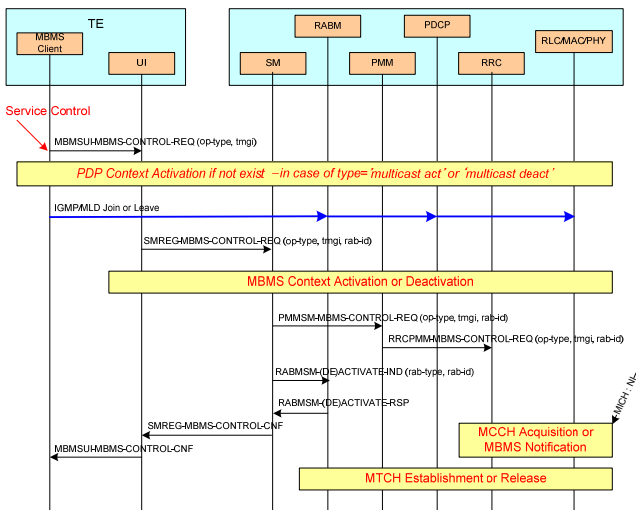 TE
MBMS
Client
UI
RABM
PDCP
SM
PMM
RRC
RLC/MAC/PHY
Service Control
MBMSUI-MBMS-CONTROL-REQ (op-type, tmgi)
PDP Context Activation if not exist –in case of type=‘multicast act’ or ‘multicast deact’
IGMP/MLD Join or Leave
SMREG-MBMS-CONTROL-REQ (op-type, tmgi, rab-id)
MBMS Context Activation or Deactivation
PMMSM-MBMS-CONTROL-REQ (op-type, tmgi, rab-id)
RRCPMM-MBMS-CONTROL-REQ (op-type, tmgi, rab-id)
RABMSM-(DE)ACTIVATE-IND (rab-type, rab-id)
RABMSM-(DE)ACTIVATE-RSP
MICH : NI-
SMREG-MBMS-CONTROL-CNF
MCCH Acquisition or
MBMS Notification
MBMSUI-MBMS-CONTROL-CNF
MTCH Establishment or Release